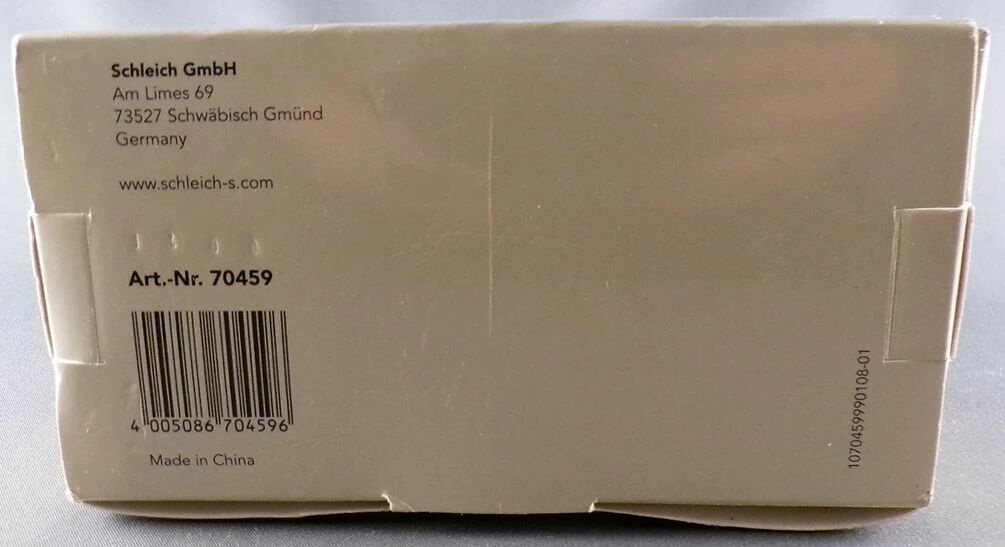 Schleich GmbH
Am Limes 69
73527 Schwäbisch Gmünd
Germany
www.schleich-s.com
Art.-Nr. 70459
4 005086 704596
Made in China
1070459990108-01